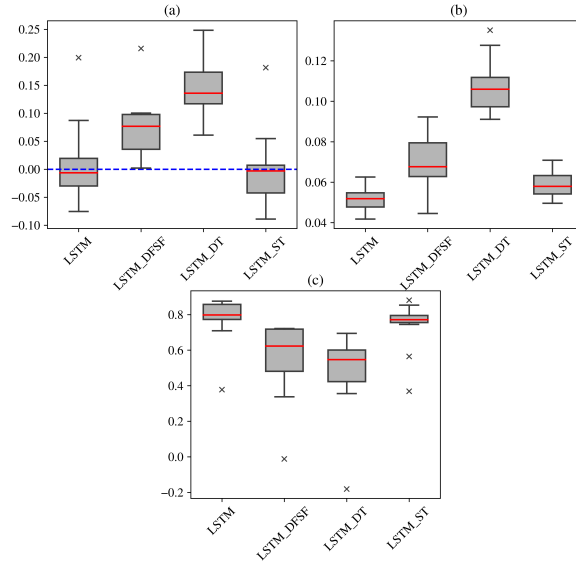 (a)
0.25
0.20
0.15
0.10
0.05
0.00
−0.05
−0.10
LSTM
LSTM_DFSF
LSTM_DT
LSTM_ST
(b)
0.12
0.10
0.08
0.06
0.04
LSTM
LSTM_DFSF
LSTM_DT
LSTM_ST
(c)
0.8
0.6
0.4
0.2
0.0
−0.2
LSTM
LSTM_DFSF
LSTM_DT
LSTM_ST